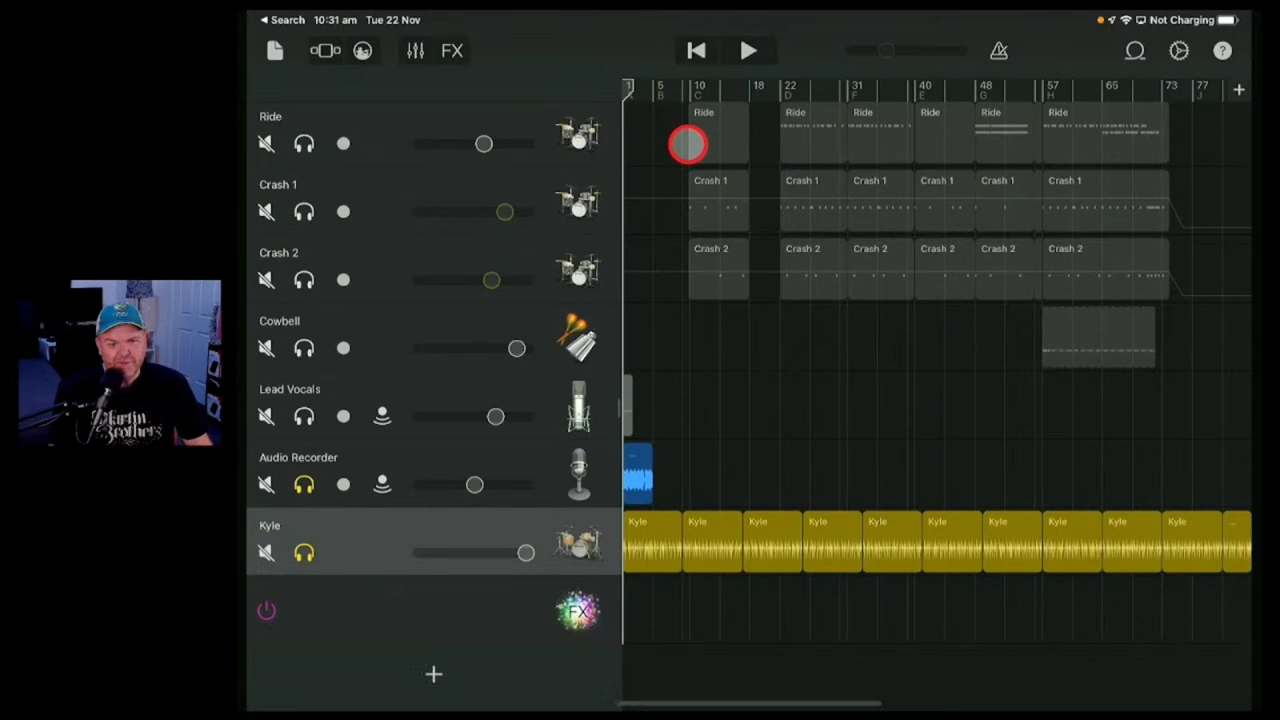 Search 10:31 am Tue 22 Nov Not Charging
FX ?
1 5 10 18 22 31 40 48 57 65 73 77 +
A B C D F E G H J
Ride Ride Ride Ride Ride Ride Ride
Crash 1 Crash 1 Crash 1 Crash 1 Crash 1 Crash 1 Crash 1
Crash 2 Crash 2 Crash 2 Crash 2 Crash 2 Crash 2 Crash 2
Cowbell
Lead Vocals
Audio Recorder ...
Kyle Kyle Kyle Kyle Kyle Kyle Kyle Kyle Kyle Kyle Kyle ...
FX
+
Martin
Brothers